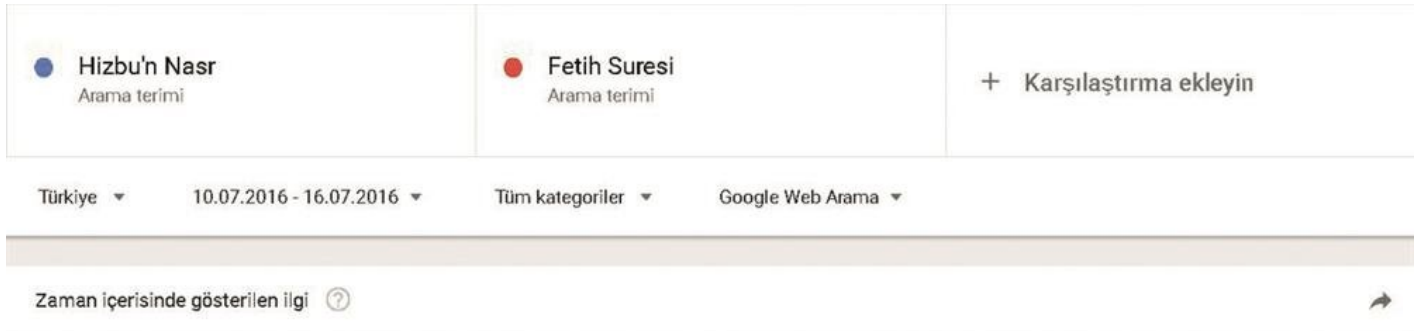 Hizbu'n Nasr
Arama terimi
Fetih Suresi
Arama terimi
+ Karşılaştırma ekleyin
Türkiye 10.07.2016 - 16.07.2016 Tüm kategoriler Google Web Arama
Zaman içerisinde gösterilen ilgi ?